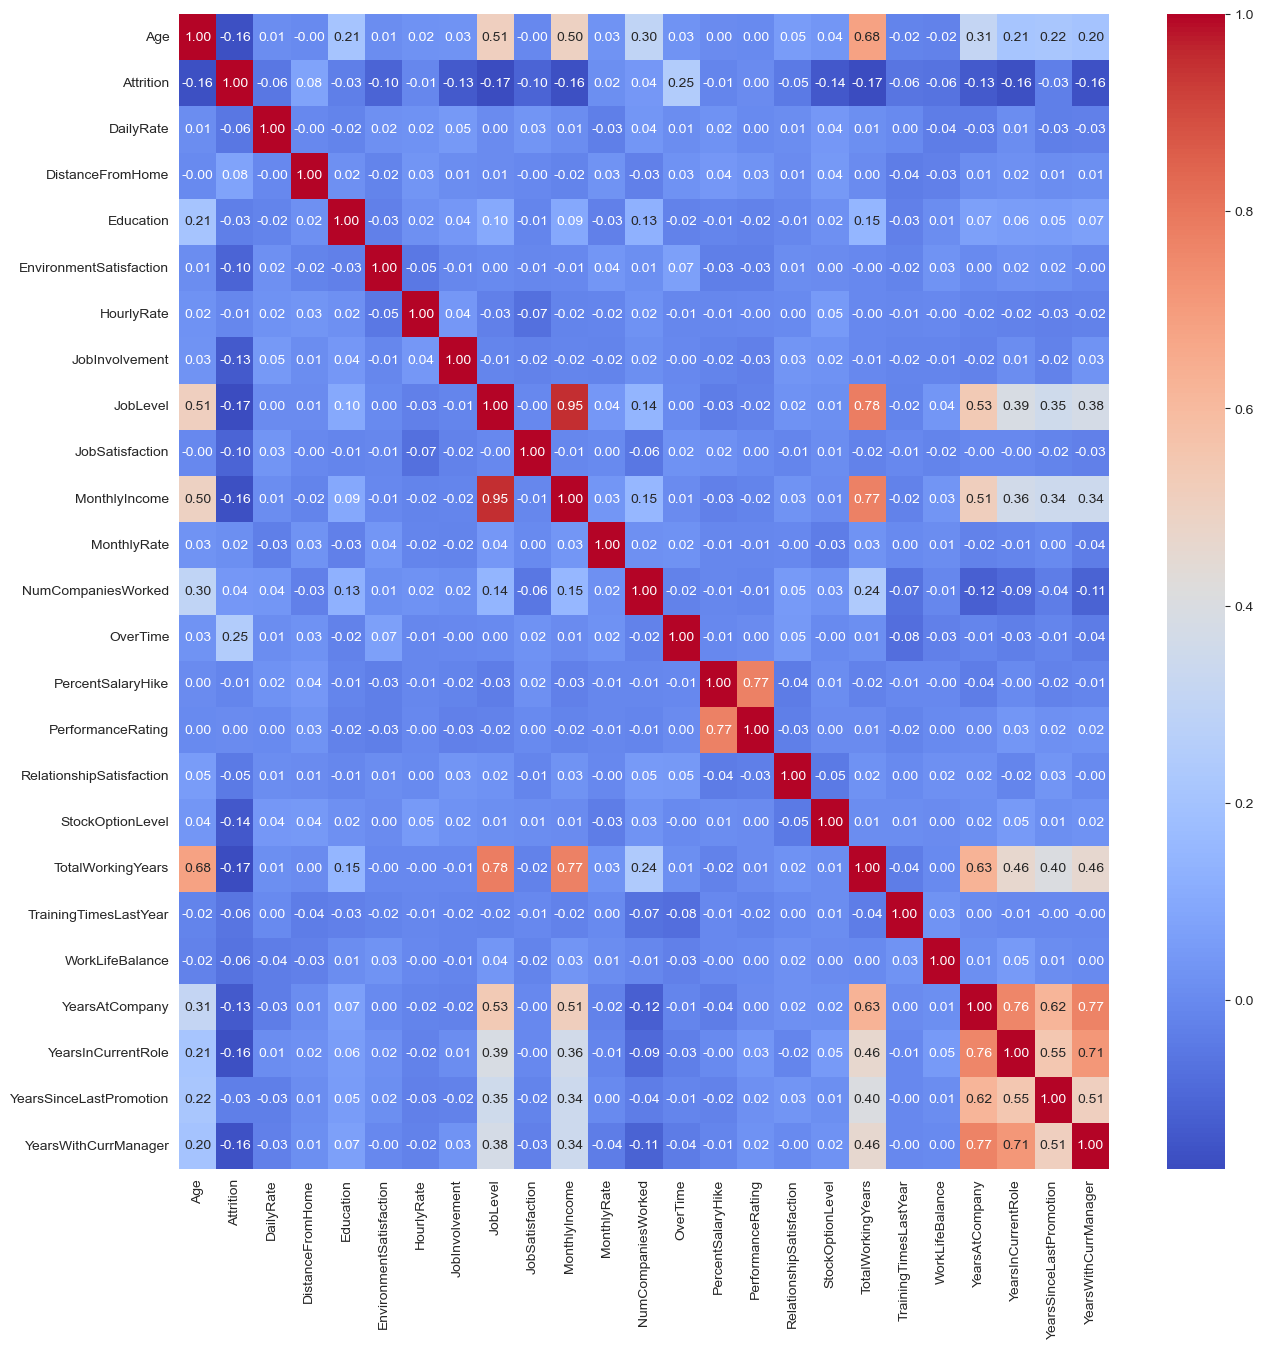 Age 1.00 -0.16 0.01 -0.00 0.21 0.01 0.02 0.03 0.51 -0.00 0.50 0.03 0.30 0.03 0.00 0.00 0.05 0.04 0.68 -0.02 -0.02 0.31 0.21 0.22 0.20
Attrition -0.16 1.00 -0.06 0.08 -0.03 -0.10 -0.01 -0.13 -0.17 -0.10 -0.16 0.02 0.04 0.25 -0.01 0.00 -0.05 -0.14 -0.17 -0.06 -0.06 -0.13 -0.16 -0.03 -0.16
DailyRate 0.01 -0.06 1.00 -0.00 -0.02 0.02 0.02 0.05 0.00 0.03 0.01 -0.03 0.04 0.01 0.02 0.00 0.01 0.04 0.01 0.00 -0.04 -0.03 0.01 -0.03 -0.03
DistanceFromHome -0.00 0.08 -0.00 1.00 0.02 -0.02 0.03 0.01 0.01 -0.00 -0.02 0.03 -0.03 0.03 0.04 0.03 0.01 0.04 0.00 -0.04 -0.03 0.01 0.02 0.01 0.01
Education 0.21 -0.03 -0.02 0.02 1.00 -0.03 0.02 0.04 0.10 -0.01 0.09 -0.03 0.13 -0.02 -0.01 -0.02 -0.01 0.02 0.15 -0.03 0.01 0.07 0.06 0.05 0.07
EnvironmentSatisfaction 0.01 -0.10 0.02 -0.02 -0.03 1.00 -0.05 -0.01 0.00 -0.01 -0.01 0.04 0.01 0.07 -0.03 -0.03 0.01 0.00 -0.00 -0.02 0.03 0.00 0.02 0.02 -0.00
HourlyRate 0.02 -0.01 0.02 0.03 0.02 -0.05 1.00 0.04 -0.03 -0.07 -0.02 -0.02 0.02 -0.01 -0.01 -0.00 0.00 0.05 -0.00 -0.01 -0.00 -0.02 -0.02 -0.03 -0.02
JobInvolvement 0.03 -0.13 0.05 0.01 0.04 -0.01 0.04 1.00 -0.01 -0.02 -0.02 -0.02 0.02 -0.00 -0.02 -0.03 0.03 0.02 -0.01 -0.02 -0.01 -0.02 0.01 -0.02 0.03
JobLevel 0.51 -0.17 0.00 0.01 0.10 0.00 -0.03 -0.01 1.00 -0.00 0.95 0.04 0.14 0.00 -0.03 -0.02 0.02 0.01 0.78 -0.02 0.04 0.53 0.39 0.35 0.38
JobSatisfaction -0.00 -0.10 0.03 -0.00 -0.01 -0.01 -0.07 -0.02 -0.00 1.00 -0.01 0.00 -0.06 0.02 0.02 0.00 -0.01 0.01 -0.02 -0.01 -0.02 -0.00 -0.00 -0.02 -0.03
MonthlyIncome 0.50 -0.16 0.01 -0.02 0.09 -0.01 -0.02 -0.02 0.95 -0.01 1.00 0.03 0.15 0.01 -0.03 -0.02 0.03 0.01 0.77 -0.02 0.03 0.51 0.36 0.34 0.34
MonthlyRate 0.03 0.02 -0.03 0.03 -0.03 0.04 -0.02 -0.02 0.04 0.00 0.03 1.00 0.02 0.02 -0.01 -0.01 -0.00 -0.03 0.03 0.00 0.01 -0.02 -0.01 0.00 -0.04
NumCompaniesWorked 0.30 0.04 0.04 -0.03 0.13 0.01 0.02 0.02 0.14 -0.06 0.15 0.02 1.00 -0.02 -0.01 -0.01 0.05 0.03 0.24 -0.07 -0.01 -0.12 -0.09 -0.04 -0.11
OverTime 0.03 0.25 0.01 0.03 -0.02 0.07 -0.01 -0.00 0.00 0.02 0.01 0.02 -0.02 1.00 -0.01 0.00 0.05 -0.00 0.01 -0.08 -0.03 -0.01 -0.03 -0.01 -0.04
PercentSalaryHike 0.00 -0.01 0.02 0.04 -0.01 -0.03 -0.01 -0.02 -0.03 0.02 -0.03 -0.01 -0.01 -0.01 1.00 0.77 -0.04 0.01 -0.02 -0.01 -0.00 -0.04 -0.00 -0.02 -0.01
PerformanceRating 0.00 0.00 0.00 0.03 -0.02 -0.03 -0.00 -0.03 -0.02 0.00 -0.02 -0.01 -0.01 0.00 0.77 1.00 -0.03 0.00 0.01 -0.02 0.00 0.00 0.03 0.02 0.02
RelationshipSatisfaction 0.05 -0.05 0.01 0.01 -0.01 0.01 0.00 0.03 0.02 -0.01 0.03 -0.00 0.05 0.05 -0.04 -0.03 1.00 -0.05 0.02 0.00 0.02 0.02 -0.02 0.03 -0.00
StockOptionLevel 0.04 -0.14 0.04 0.04 0.02 0.00 0.05 0.02 0.01 0.01 0.01 -0.03 0.03 -0.00 0.01 0.00 -0.05 1.00 0.01 0.01 0.00 0.02 0.05 0.01 0.02
TotalWorkingYears 0.68 -0.17 0.01 0.00 0.15 -0.00 -0.00 -0.01 0.78 -0.02 0.77 0.03 0.24 0.01 -0.02 0.01 0.02 0.01 1.00 -0.04 0.00 0.63 0.46 0.40 0.46
TrainingTimesLastYear -0.02 -0.06 0.00 -0.04 -0.03 -0.02 -0.01 -0.02 -0.02 -0.01 -0.02 0.00 -0.07 -0.08 -0.01 -0.02 0.00 0.01 -0.04 1.00 0.03 0.00 -0.01 -0.00 -0.00
WorkLifeBalance -0.02 -0.06 -0.04 -0.03 0.01 0.03 -0.00 -0.01 0.04 -0.02 0.03 0.01 -0.01 -0.03 -0.00 0.00 0.02 0.00 0.00 0.03 1.00 0.01 0.05 0.01 0.00
YearsAtCompany 0.31 -0.13 -0.03 0.01 0.07 0.00 -0.02 -0.02 0.53 -0.00 0.51 -0.02 -0.12 -0.01 -0.04 0.00 0.02 0.02 0.63 0.00 0.01 1.00 0.76 0.62 0.77
YearsInCurrentRole 0.21 -0.16 0.01 0.02 0.06 0.02 -0.02 0.01 0.39 -0.00 0.36 -0.01 -0.09 -0.03 -0.00 0.03 -0.02 0.05 0.46 -0.01 0.05 0.76 1.00 0.55 0.71
YearsSinceLastPromotion 0.22 -0.03 -0.03 0.01 0.05 0.02 -0.03 -0.02 0.35 -0.02 0.34 0.00 -0.04 -0.01 -0.02 0.02 0.03 0.01 0.40 -0.00 0.01 0.62 0.55 1.00 0.51
YearsWithCurrManager 0.20 -0.16 -0.03 0.01 0.07 -0.00 -0.02 0.03 0.38 -0.03 0.34 -0.04 -0.11 -0.04 -0.01 0.02 -0.00 0.02 0.46 -0.00 0.00 0.77 0.71 0.51 1.00
Age
Attrition
DailyRate
DistanceFromHome
Education
EnvironmentSatisfaction
HourlyRate
JobInvolvement
JobLevel
JobSatisfaction
MonthlyIncome
MonthlyRate
NumCompaniesWorked
OverTime
PercentSalaryHike
PerformanceRating
RelationshipSatisfaction
StockOptionLevel
TotalWorkingYears
TrainingTimesLastYear
WorkLifeBalance
YearsAtCompany
YearsInCurrentRole
YearsSinceLastPromotion
YearsWithCurrManager
1.0
0.8
0.6
0.4
0.2
0.0